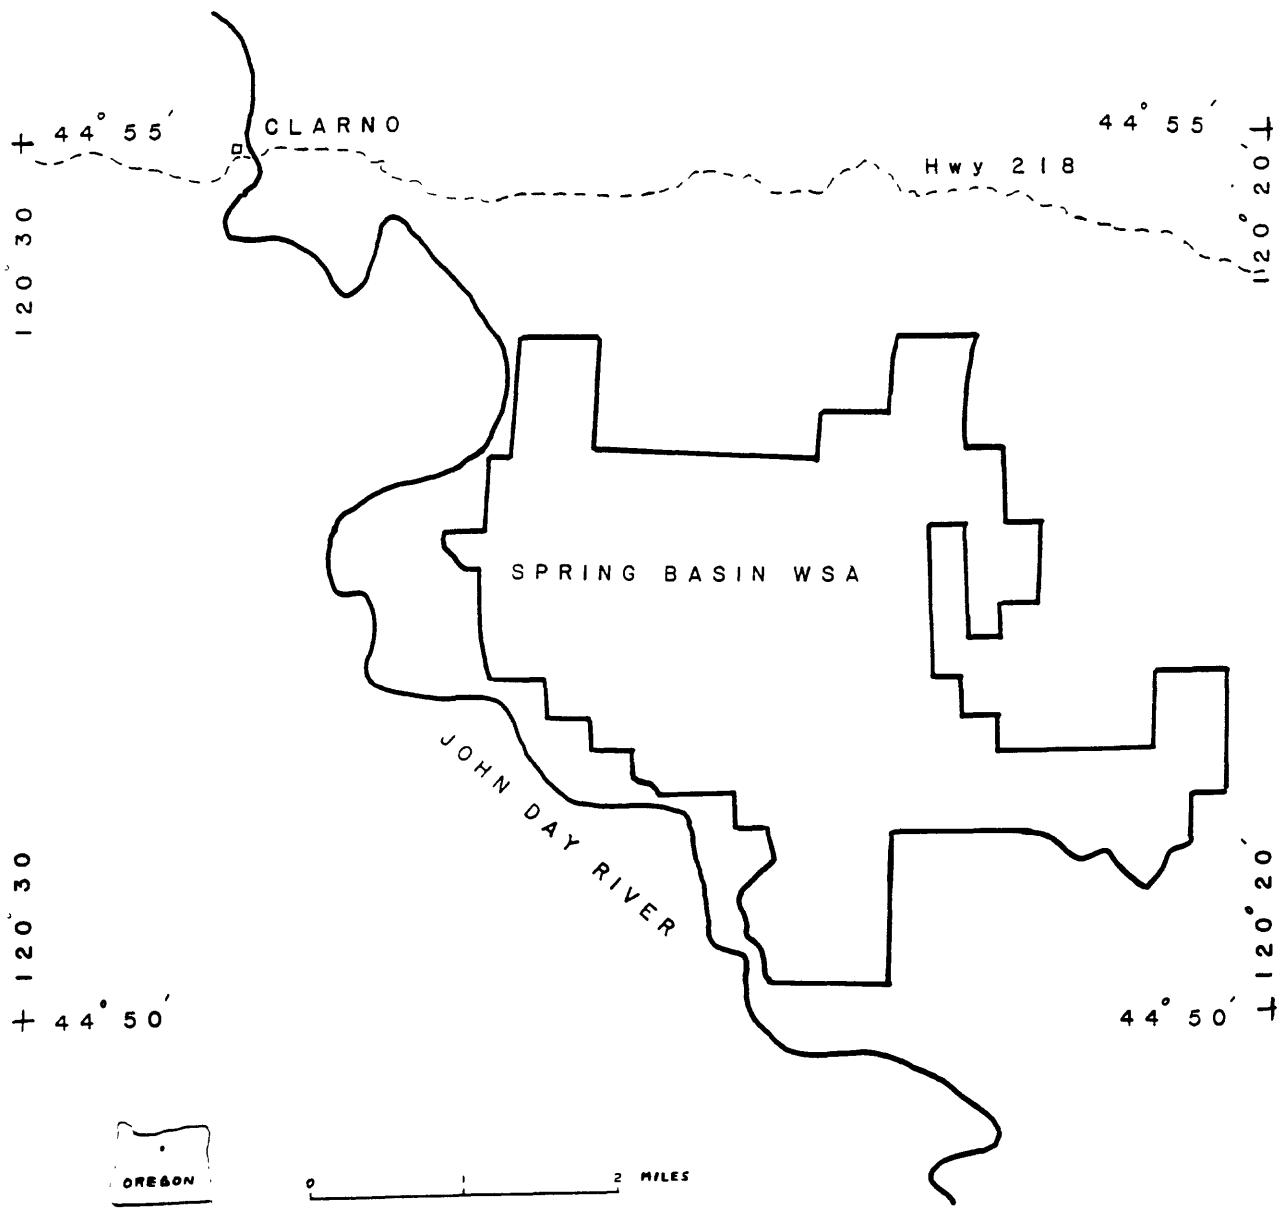 44° 55′
CLARNO
44° 55′
Hwy 218
120° 30
120° 20′
SPRING BASIN WSA
JOHN DAY RIVER
120° 30
120° 20′
44° 50′
44° 50′
OREGON
0 1 2 MILES